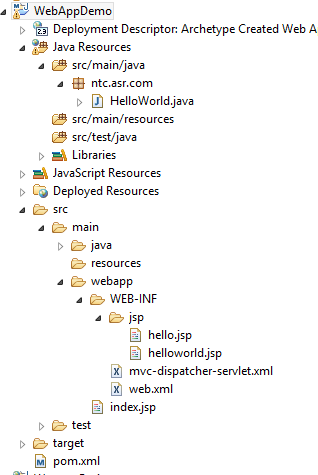 WebAppDemo
Deployment Descriptor: Archetype Created Web A
Java Resources
src/main/java
ntc.asr.com
HelloWorld.java
src/main/resources
src/test/java
Libraries
JavaScript Resources
Deployed Resources
src
main
java
resources
webapp
WEB-INF
jsp
hello.jsp
helloworld.jsp
mvc-dispatcher-servlet.xml
web.xml
index.jsp
test
target
pom.xml